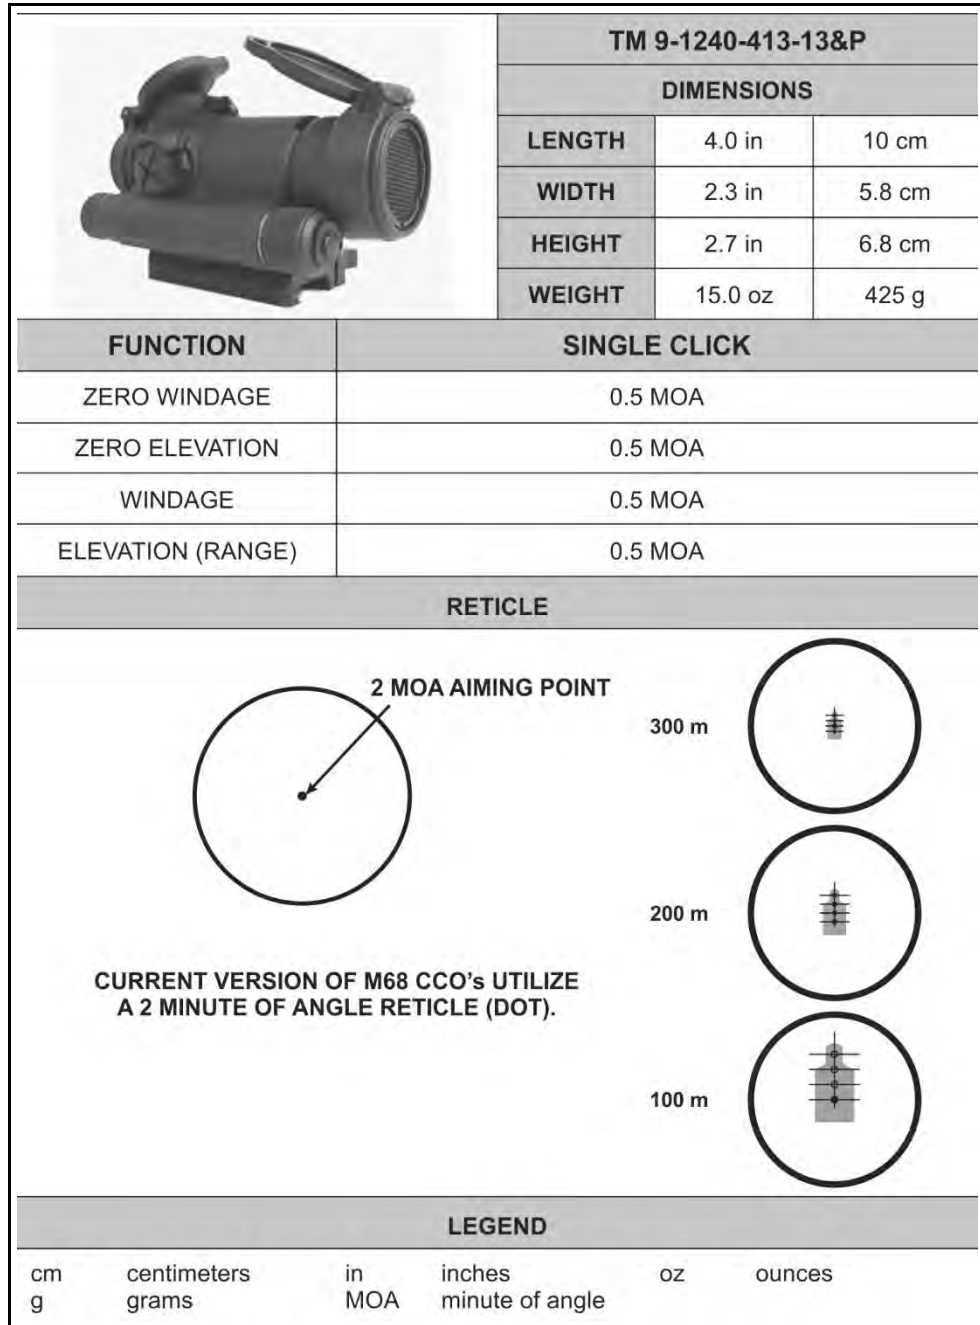 TM 9-1240-413-13&P
DIMENSIONS
LENGTH 4.0 in 10 cm
WIDTH 2.3 in 5.8 cm
HEIGHT 2.7 in 6.8 cm
WEIGHT 15.0 oz 425 g
FUNCTION SINGLE CLICK
ZERO WINDAGE 0.5 MOA
ZERO ELEVATION 0.5 MOA
WINDAGE 0.5 MOA
ELEVATION (RANGE) 0.5 MOA
RETICLE
2 MOA AIMING POINT
300 m
200 m
CURRENT VERSION OF M68 CCO's UTILIZE
A 2 MINUTE OF ANGLE RETICLE (DOT).
100 m
LEGEND
cm centimeters in inches oz ounces
g grams MOA minute of angle